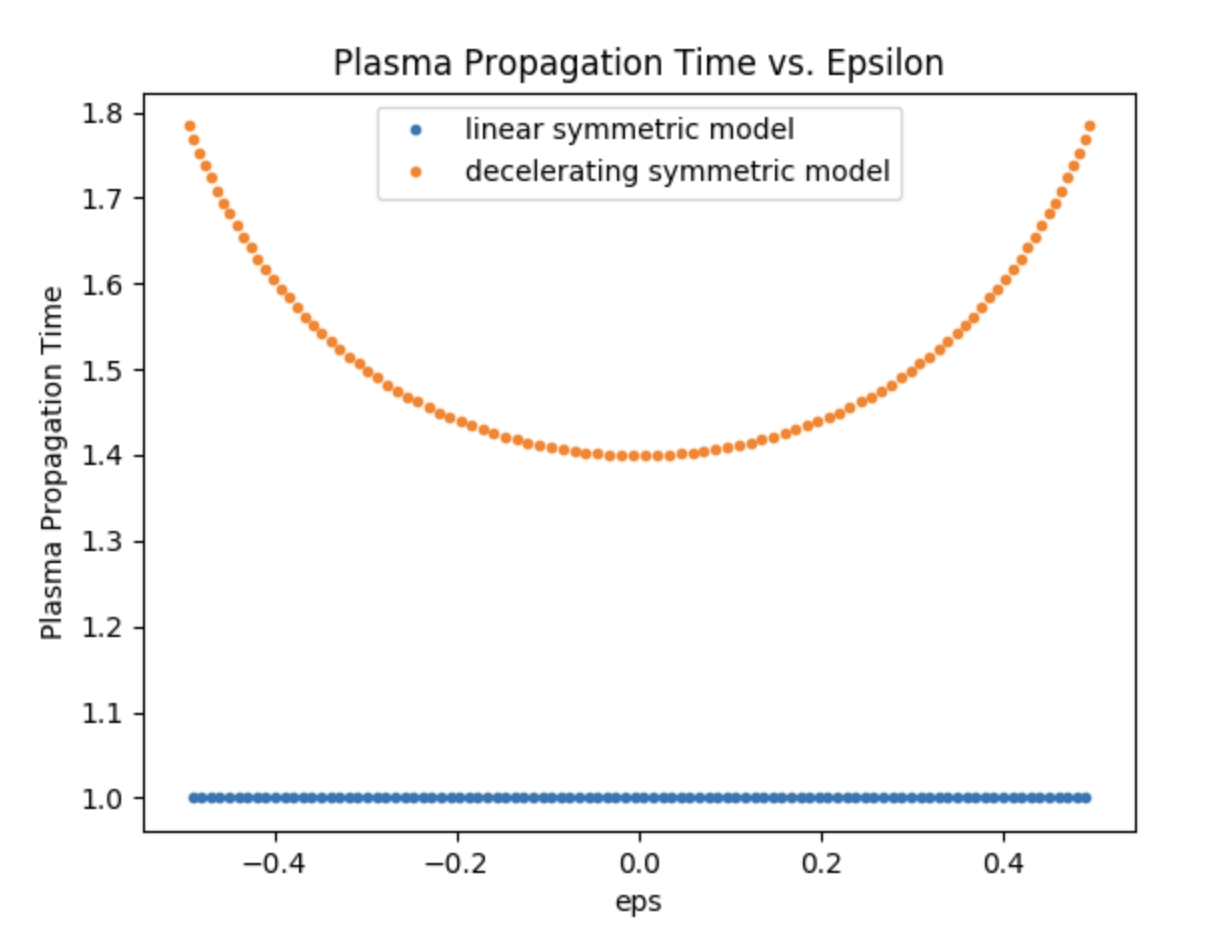 Plasma Propagation Time vs. Epsilon
linear symmetric model
decelerating symmetric model
Plasma Propagation Time
1.8
1.7
1.6
1.5
1.4
1.3
1.2
1.1
1.0
−0.4 −0.2 0.0 0.2 0.4
eps